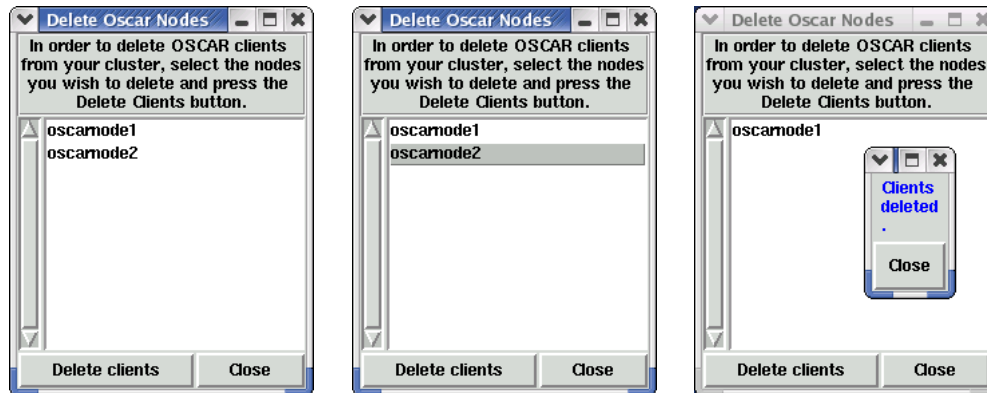 Delete Oscar Nodes
In order to delete OSCAR clients
from your cluster, select the nodes
you wish to delete and press the
Delete Clients button.
oscarnode1
oscarnode2
Delete clients
Close
Delete Oscar Nodes
In order to delete OSCAR clients
from your cluster, select the nodes
you wish to delete and press the
Delete Clients button.
oscarnode1
oscarnode2
Delete clients
Close
Delete Oscar Nodes
In order to delete OSCAR clients
from your cluster, select the nodes
you wish to delete and press the
Delete Clients button.
oscarnode1
Clients
deleted
.
Close
Delete clients
Close